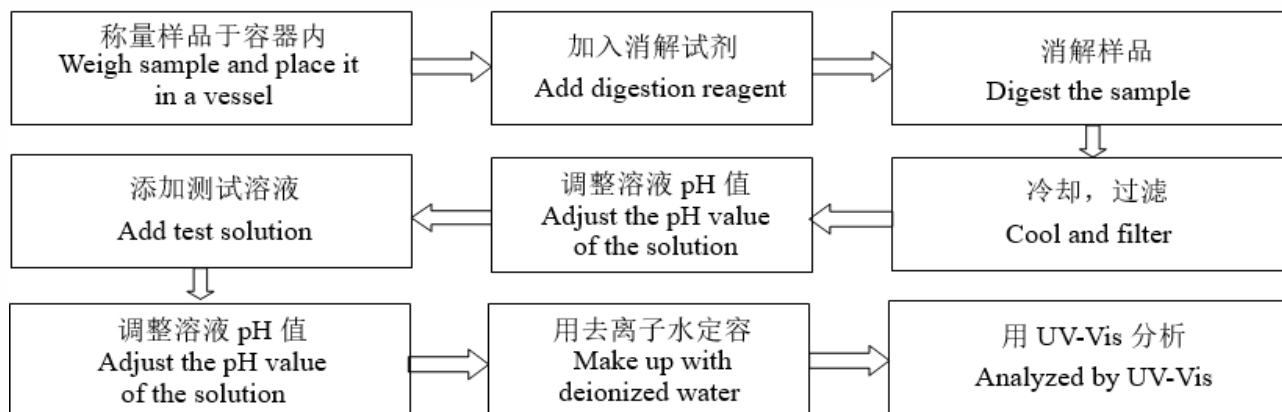 称量样品于容器内
Weigh sample and place it
in a vessel
加入消解试剂
Add digestion reagent
消解样品
Digest the sample
冷却，过滤
Cool and filter
调整溶液 pH 值
Adjust the pH value
of the solution
添加测试溶液
Add test solution
调整溶液 pH 值
Adjust the pH value
of the solution
用去离子水定容
Make up with
deionized water
用 UV-Vis 分析
Analyzed by UV-Vis